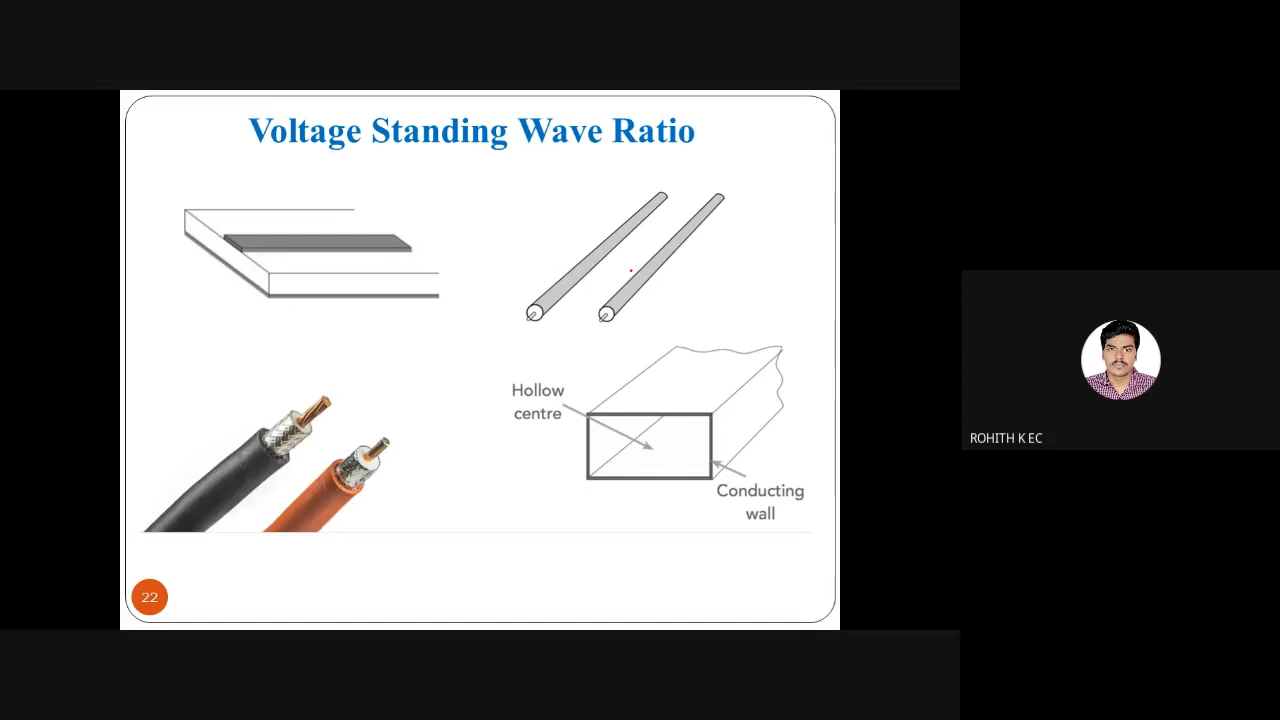 Voltage Standing Wave Ratio
Hollow
centre
Conducting
wall
22
ROHITH K EC